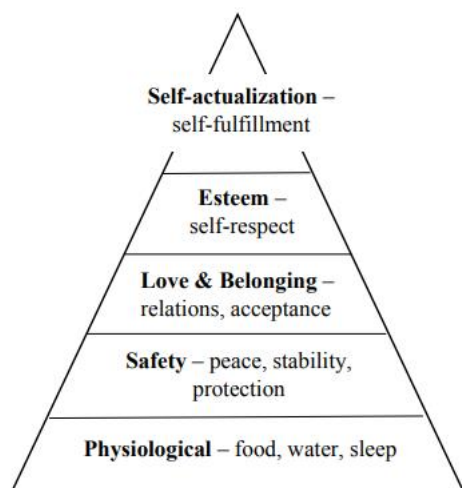 Self-actualization –
self-fulfillment
Esteem –
self-respect
Love & Belonging –
relations, acceptance
Safety – peace, stability,
protection
Physiological – food, water, sleep